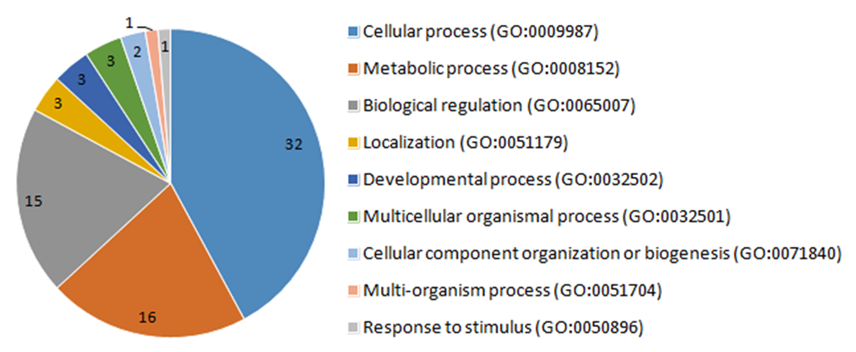 1
1
2
3
3
3
32
15
16
Cellular process (GO:0009987)
Metabolic process (GO:0008152)
Biological regulation (GO:0065007)
Localization (GO:0051179)
Developmental process (GO:0032502)
Multicellular organismal process (GO:0032501)
Cellular component organization or biogenesis (GO:0071840)
Multi-organism process (GO:0051704)
Response to stimulus (GO:0050896)